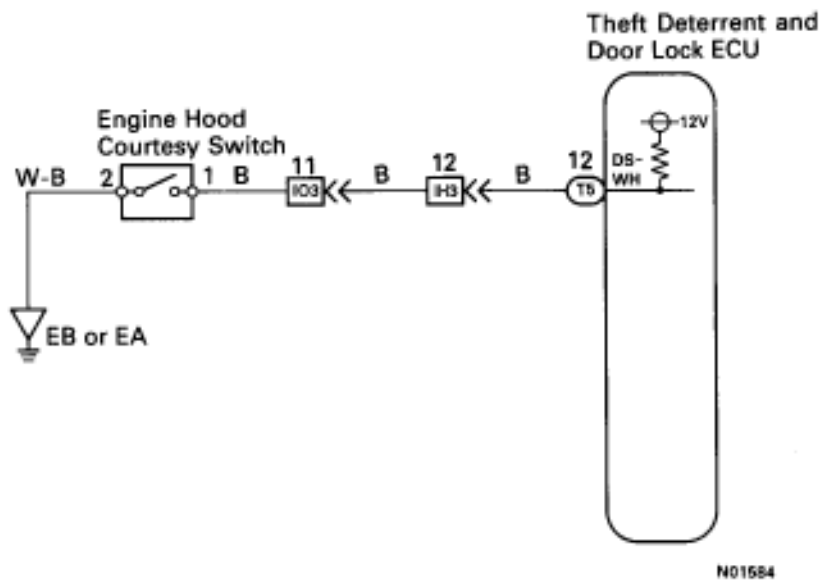 Theft Deterrent and
Door Lock ECU
Engine Hood
Courtesy Switch
12V
W-B 2 1 B 11 B 12 B 12 DS-
WH
IO3 IH3 T5
EB or EA
N01584